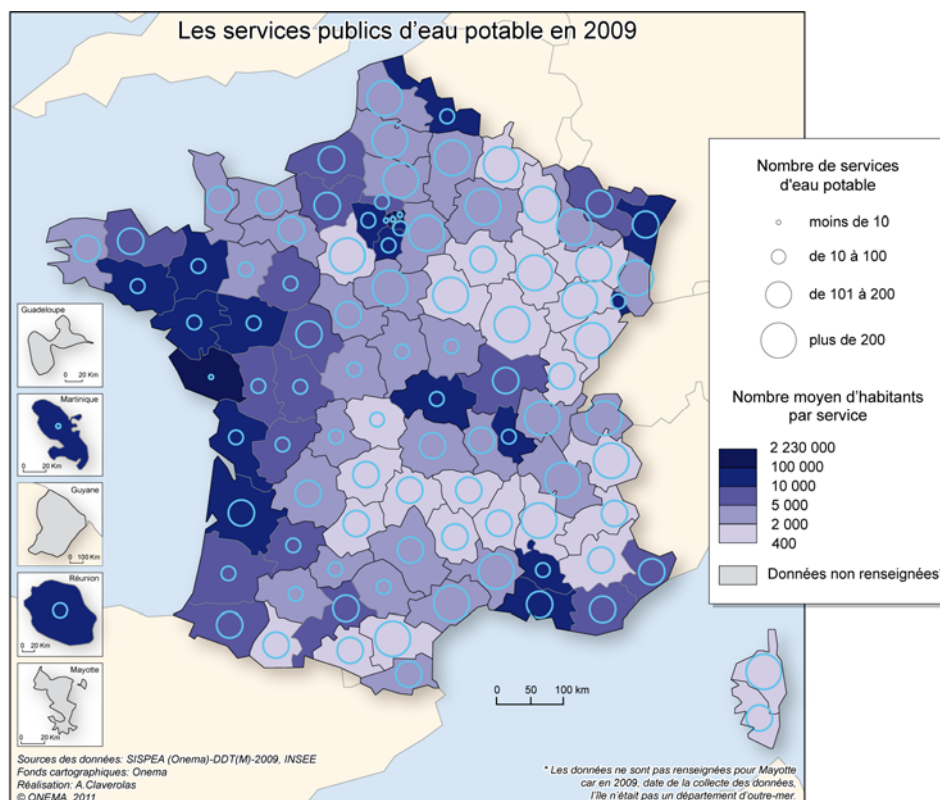 Les services publics d'eau potable en 2009
Nombre de services
d'eau potable
moins de 10
de 10 à 100
de 101 à 200
plus de 200
Nombre moyen d'habitants
par service
2 230 000
100 000
10 000
5 000
2 000
400
Données non renseignées*
Guadeloupe
0 20 Km
Martinique
0 20 Km
Guyane
0 100 Km
Réunion
0 20 Km
Mayotte
0 20 Km
0 50 100 km
Sources des données: SISPEA (Onema)-DDT(M)-2009, INSEE
Fonds cartographiques: Onema
Réalisation: A.Claverolas
© ONEMA, 2011
* Les données ne sont pas renseignées pour Mayotte
car en 2009, date de la collecte des données,
l'île n'était pas un département d'outre-mer.